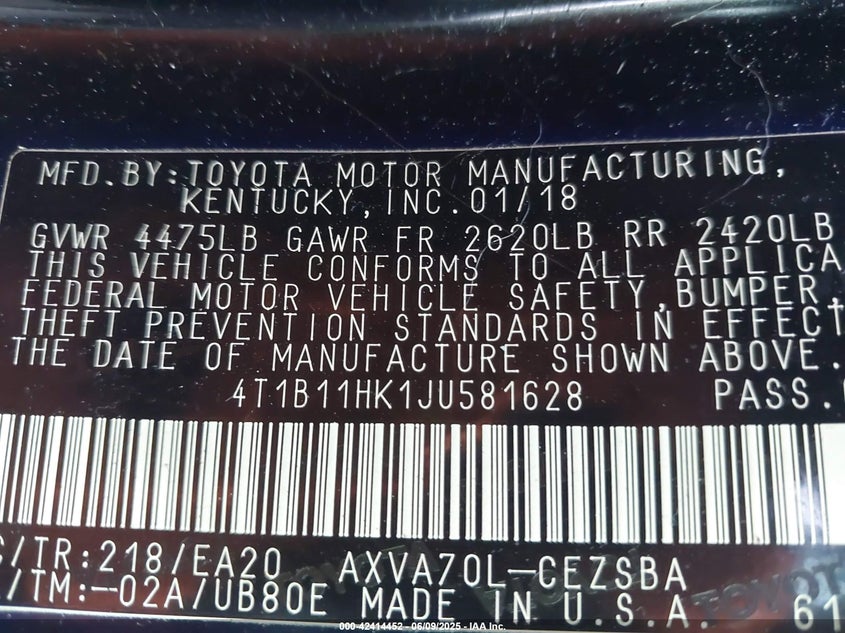 MFD.BY:TOYOTA MOTOR MANUFACTURING,
KENTUCKY,INC.01/18
GVWR 4475LB GAWR FR 2620LB RR 2420LB
THIS VEHICLE CONFORMS TO ALL APPLICA
FEDERAL MOTOR VEHICLE SAFETY,BUMPER,
THEFT PREVENTION STANDARDS IN EFFECT
THE DATE OF MANUFACTURE SHOWN ABOVE.
4T1B11HK1JU581628 PASS.
/TR:218/EA20 AXVA70L-CEZSBA
/TM:-02A/UB80E MADE IN U.S.A. 61
TOYOTA
000-42414452 - 06/09/2025 - IAA Inc.